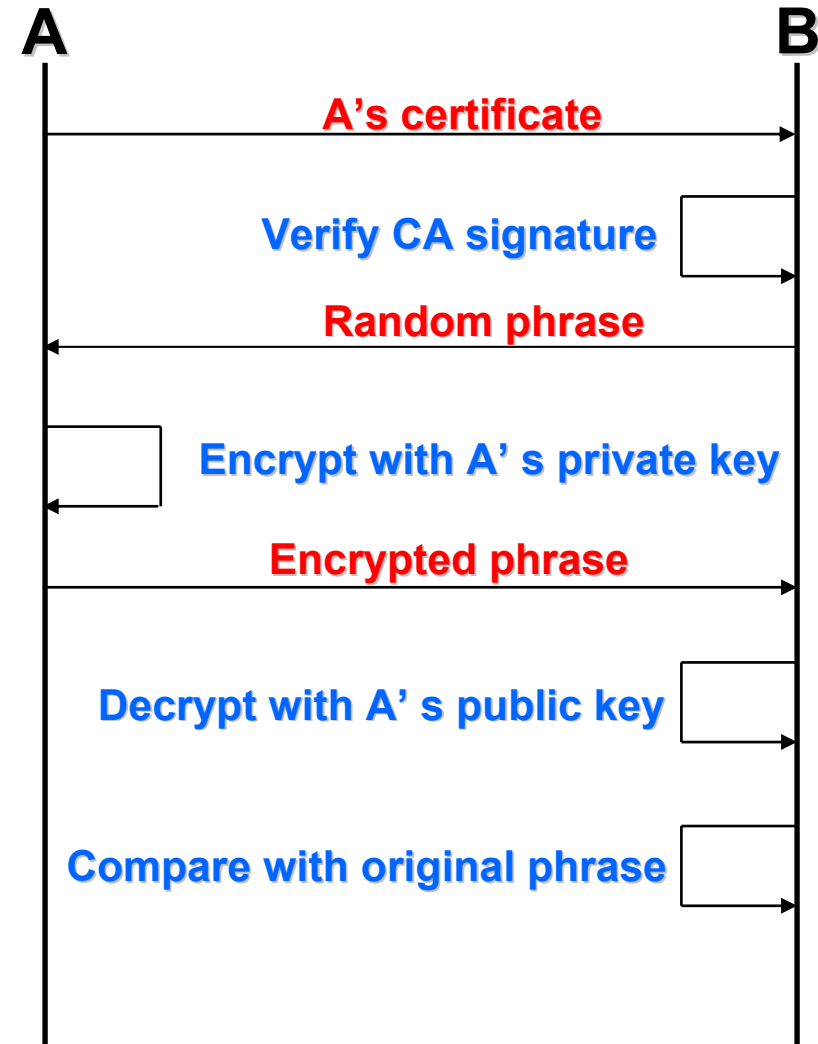 A
B
A’s certificate
Verify CA signature
Random phrase
Encrypt with A’ s private key
Encrypted phrase
Decrypt with A’ s public key
Compare with original phrase